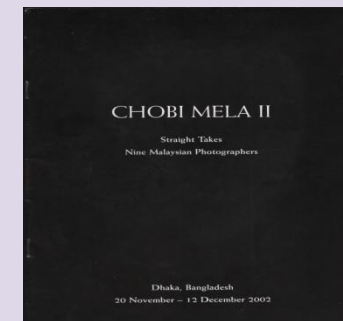 CHOBI MELA II
Straight Takes
Nine Malaysian Photographers
Dhaka, Bangladesh
20 November – 12 December 2002